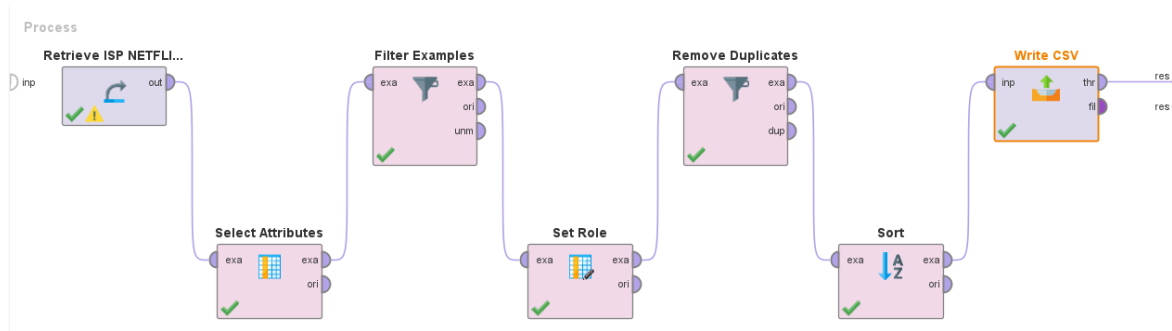 Process
Retrieve ISP NETFLI...
inp
out
Select Attributes
exa
exa
ori
Filter Examples
exa
exa
ori
unm
Set Role
exa
exa
ori
Remove Duplicates
exa
exa
ori
dup
Sort
exa
exa
ori
A
Z
Write CSV
inp
thr
fil
res
res